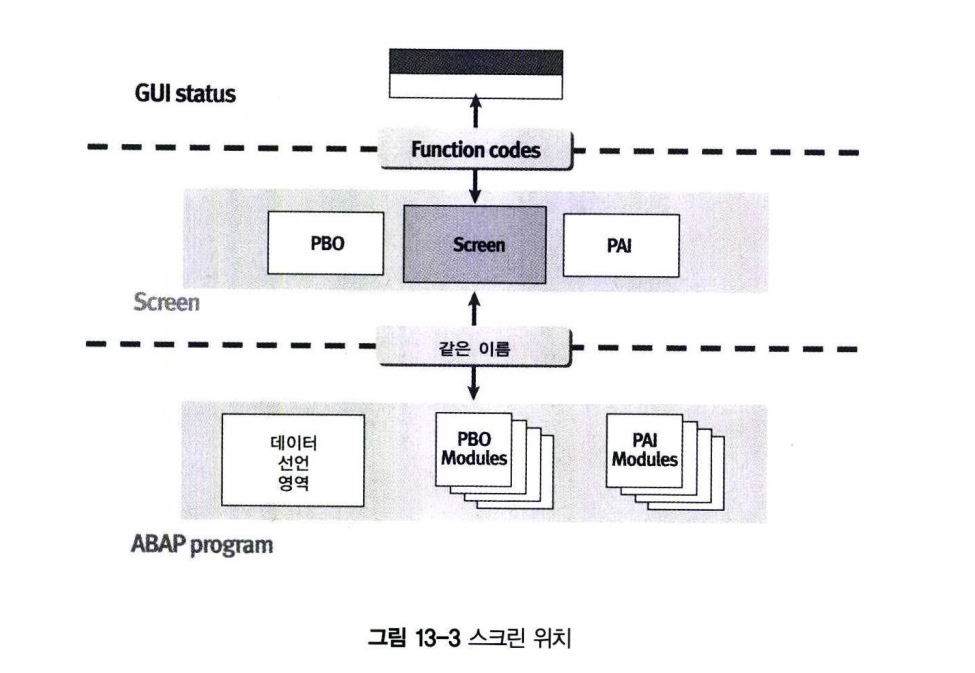 GUI status
Function codes
PBO
Screen
PAI
Screen
같은 이름
데이터
선언
영역
PBO
Modules
PAI
Modules
ABAP program
그림 13-3 스크린 위치